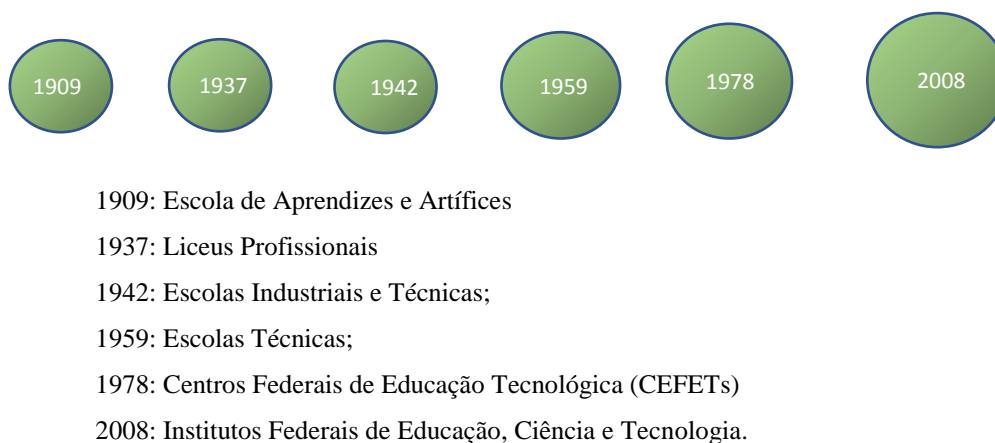 1909 1937 1942 1959 1978 2008
1909: Escola de Aprendizes e Artífices
1937: Liceus Profissionais
1942: Escolas Industriais e Técnicas;
1959: Escolas Técnicas;
1978: Centros Federais de Educação Tecnológica (CEFETs)
2008: Institutos Federais de Educação, Ciência e Tecnologia.